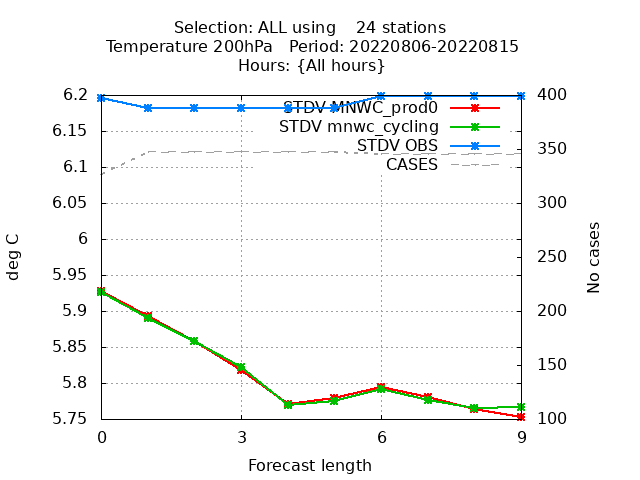 Selection: ALL using    24 stations
Temperature 200hPa   Period: 20220806-20220815
Hours: {All hours}
STDV MNWC_prod0
STDV mnwc_cycling
STDV OBS
CASES
6.2
6.15
6.1
6.05
6
5.95
5.9
5.85
5.8
5.75
400
350
300
250
200
150
100
deg C
No cases
0 3 6 9
Forecast length